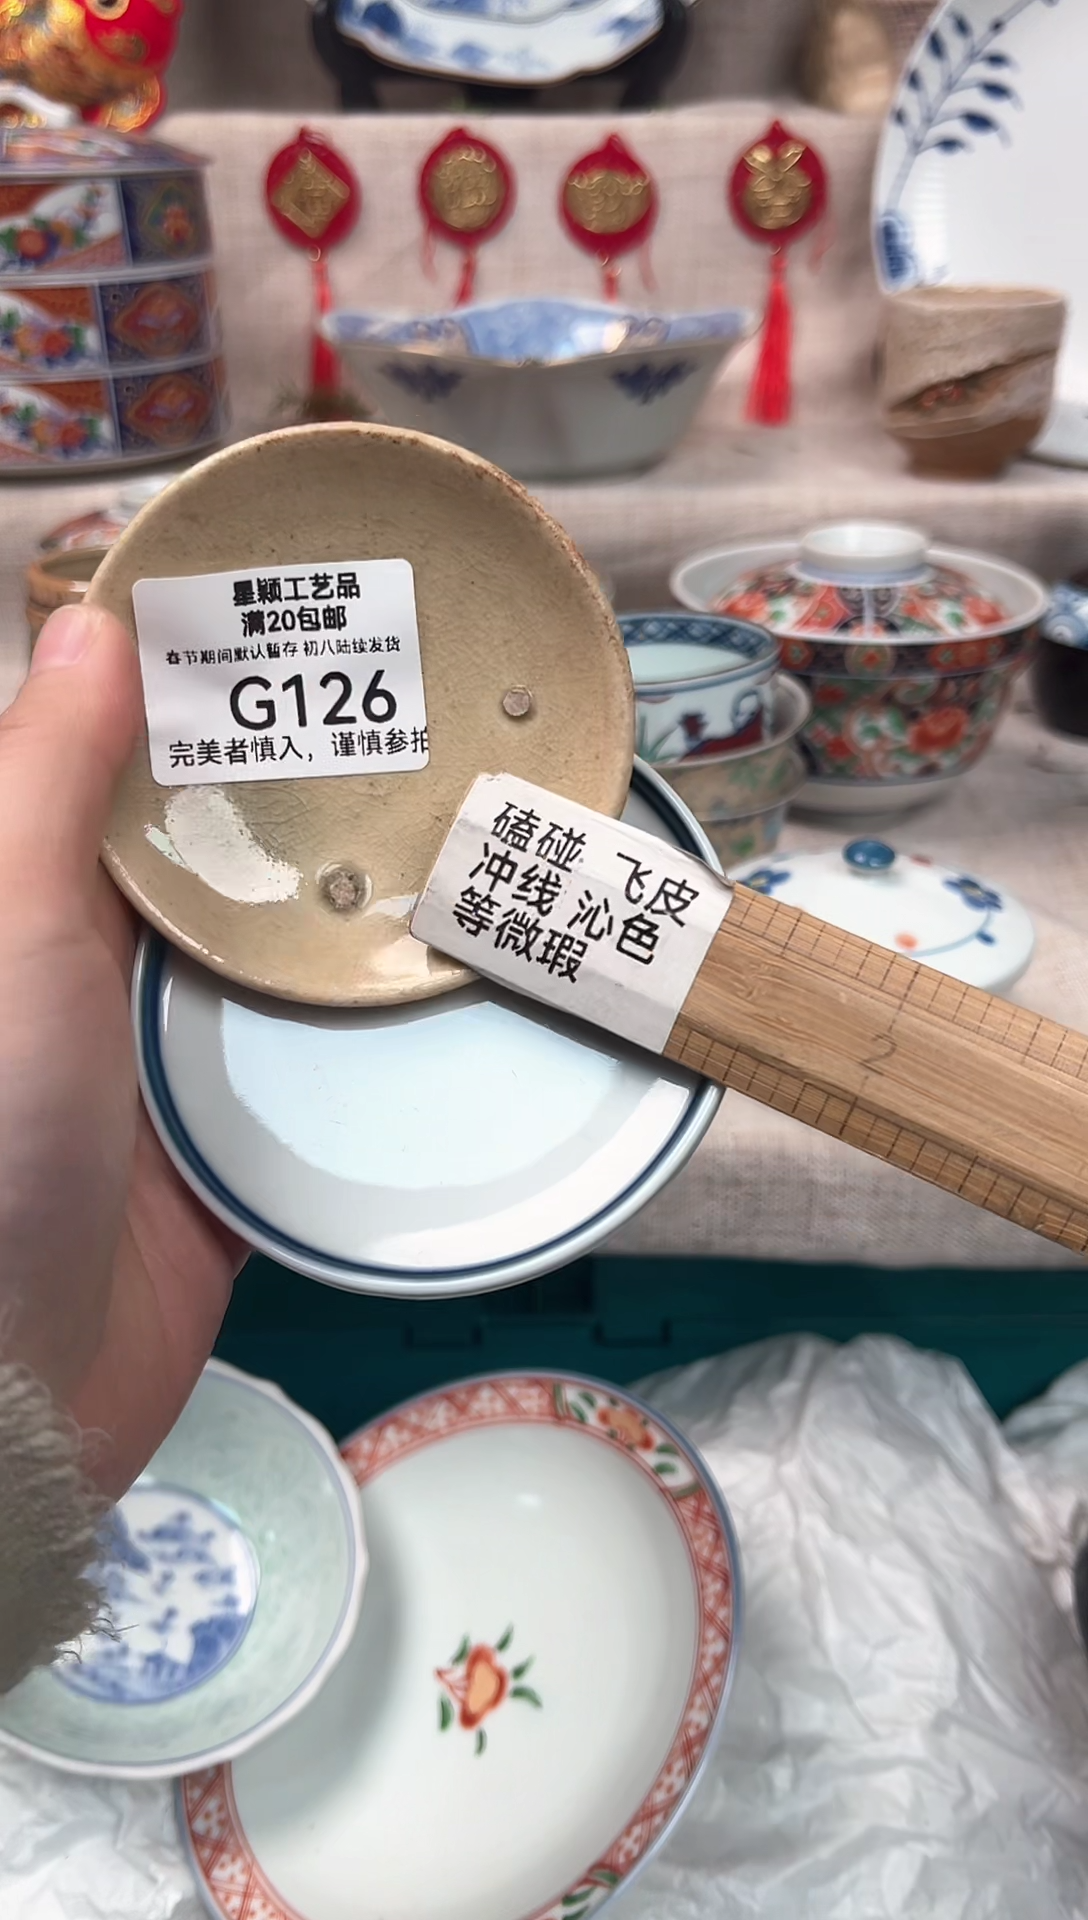 星颖工艺品
满20包邮
春节期间默认暂存 初八陆续发货
G126
完美者慎入，谨慎参拍
磕碰 飞皮
冲线 沁色
等微瑕
2